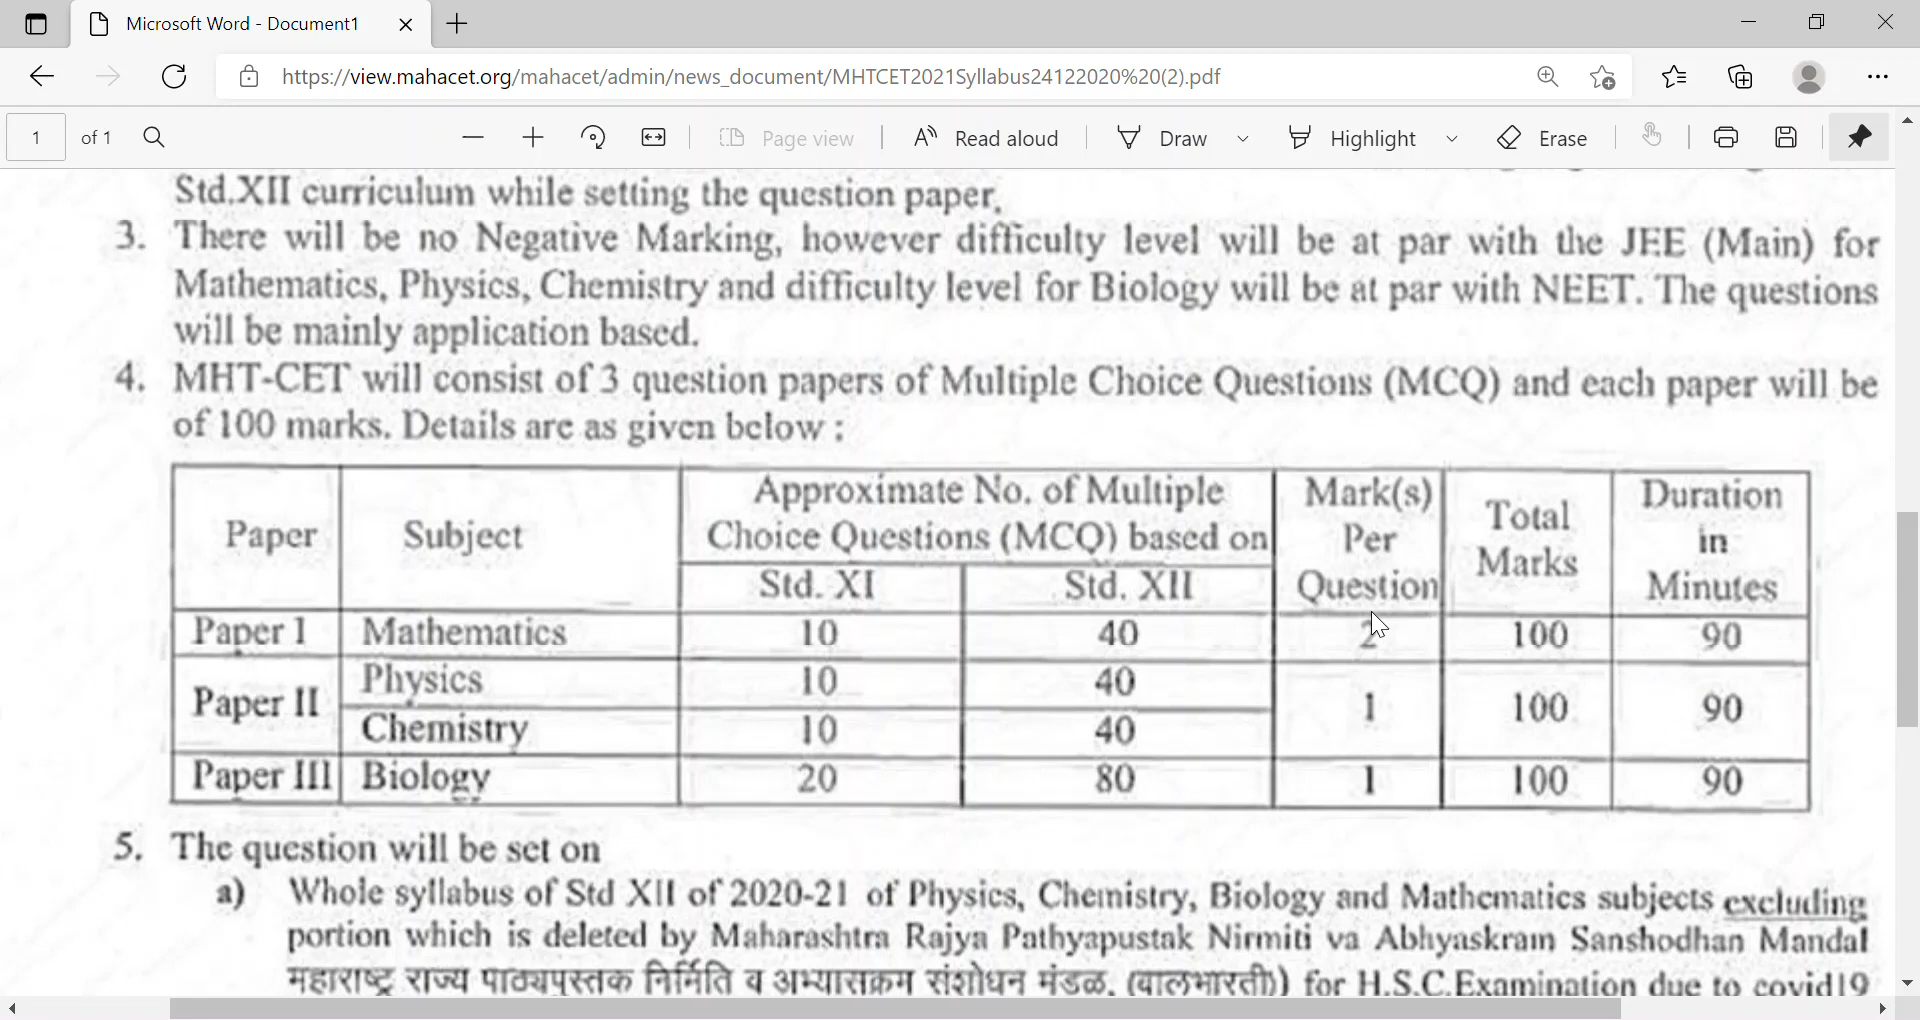 Microsoft Word - Document1
https://view.mahacet.org/mahacet/admin/news_document/MHTCET2021Syllabus24122020%20(2).pdf
1 of 1 Page view Read aloud Draw Highlight Erase
Std.XII curriculum while setting the question paper.
3. There will be no Negative Marking, however difficulty level will be at par with the JEE (Main) for
Mathematics, Physics, Chemistry and difficulty level for Biology will be at par with NEET. The questions
will be mainly application based.
4. MHT-CET will consist of 3 question papers of Multiple Choice Questions (MCQ) and each paper will be
of 100 marks. Details are as given below :
Paper Subject Approximate No. of Multiple Choice Questions (MCQ) based on Mark(s) Per Question Total Marks Duration in Minutes
Std. XI Std. XII
Paper I Mathematics 10 40 2 100 90
Paper II Physics 10 40 1 100 90
Chemistry 10 40
Paper III Biology 20 80 1 100 90
5. The question will be set on
a) Whole syllabus of Std XII of 2020-21 of Physics, Chemistry, Biology and Mathematics subjects excluding
portion which is deleted by Maharashtra Rajya Pathyapustak Nirmiti va Abhyaskram Sanshodhan Mandal
महाराष्ट्र राज्य पाठ्यपुस्तक निर्मिती व अभ्यासक्रम संशोधन मंडळ, (बालभारती)) for H.S.C.Examination due to covid19